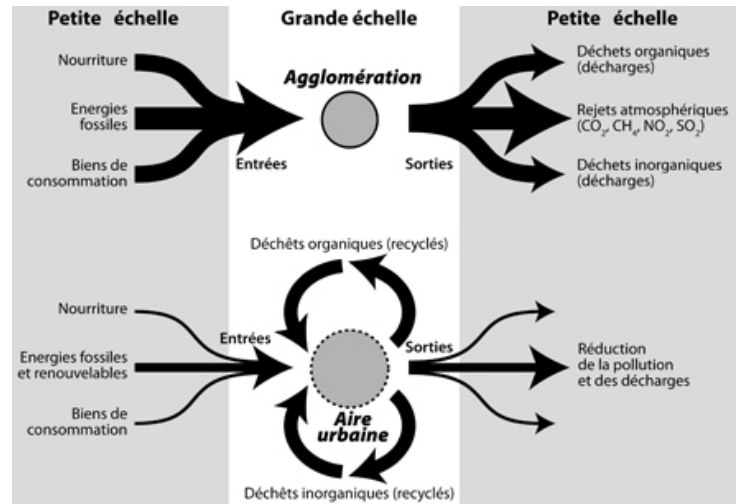 Petite échelle
Grande échelle
Petite échelle
Nourriture
Energies
fossiles
Biens de
consommation
Entrées
Agglomération
Sorties
Déchets organiques
(décharges)
Rejets atmosphériques
(CO2, CH4, NO2, SO2)
Déchets inorganiques
(décharges)
Déchêts organiques (recyclés)
Nourriture
Energies fossiles
et renouvelables
Biens de
consommation
Entrées
Aire
urbaine
Sorties
Réduction
de la pollution
et des décharges
Déchêts inorganiques (recyclés)